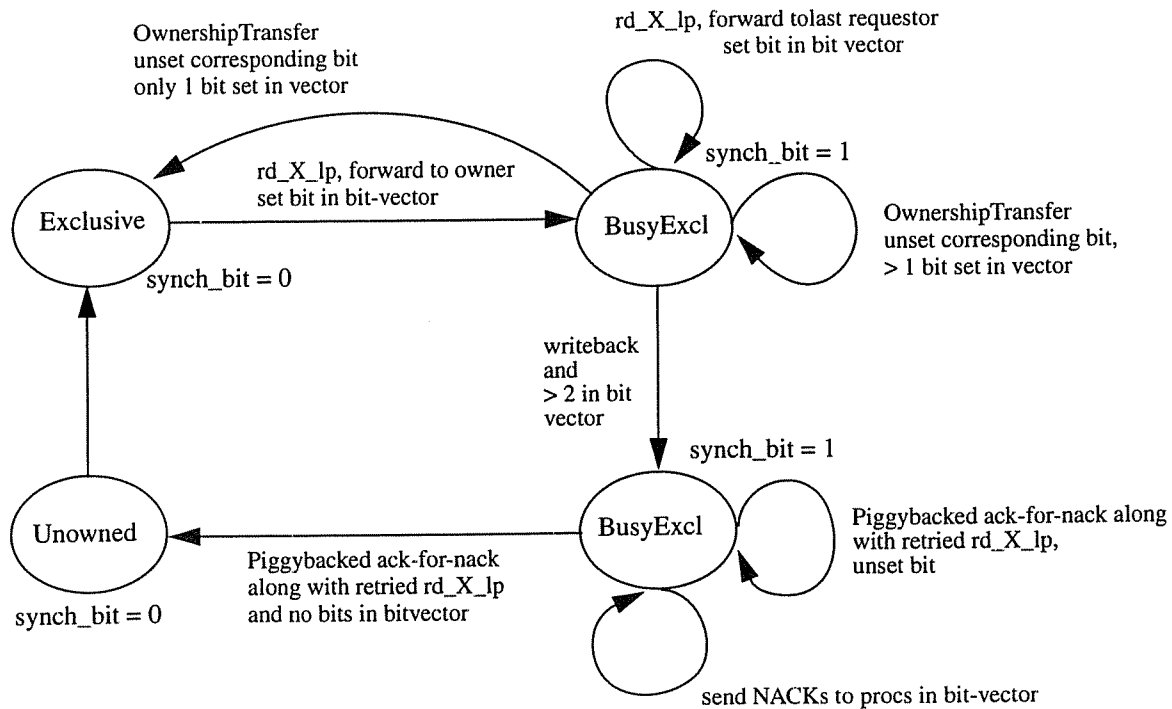 OwnershipTransfer
unset corresponding bit
only 1 bit set in vector
rd_X_lp, forward tolast requestor
set bit in bit vector
synch_bit = 1
rd_X_lp, forward to owner
set bit in bit-vector
Exclusive
BusyExcl
OwnershipTransfer
unset corresponding bit,
> 1 bit set in vector
synch_bit = 0
writeback
and
> 2 in bit
vector
synch_bit = 1
Unowned
BusyExcl
Piggybacked ack-for-nack along
with retried rd_X_lp,
unset bit
Piggybacked ack-for-nack
along with retried rd_X_lp
and no bits in bitvector
synch_bit = 0
send NACKs to procs in bit-vector